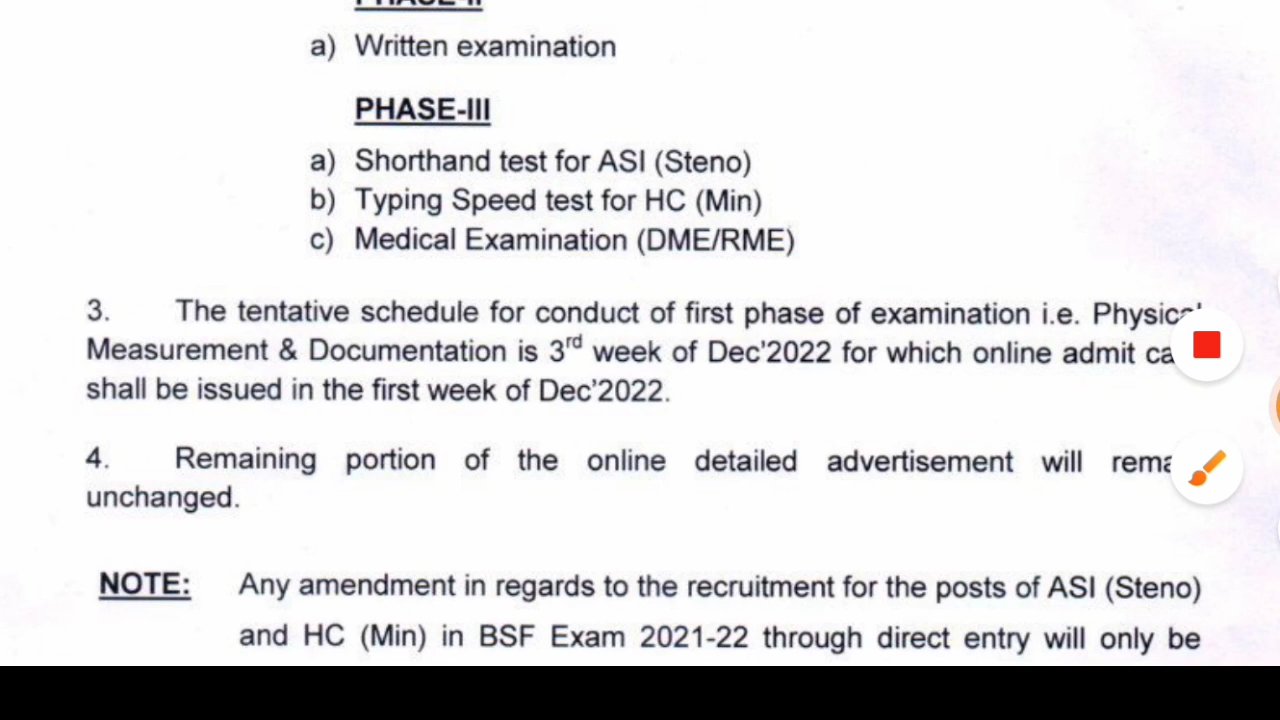 a) Written examination
PHASE-III
a) Shorthand test for ASI (Steno)
b) Typing Speed test for HC (Min)
c) Medical Examination (DME/RME)
3. The tentative schedule for conduct of first phase of examination i.e. Physical
Measurement & Documentation is 3rd week of Dec'2022 for which online admit
shall be issued in the first week of Dec'2022.
4. Remaining portion of the online detailed advertisement will
unchanged.
NOTE: Any amendment in regards to the recruitment for the posts of ASI (Steno)
and HC (Min) in BSF Exam 2021-22 through direct entry will only be